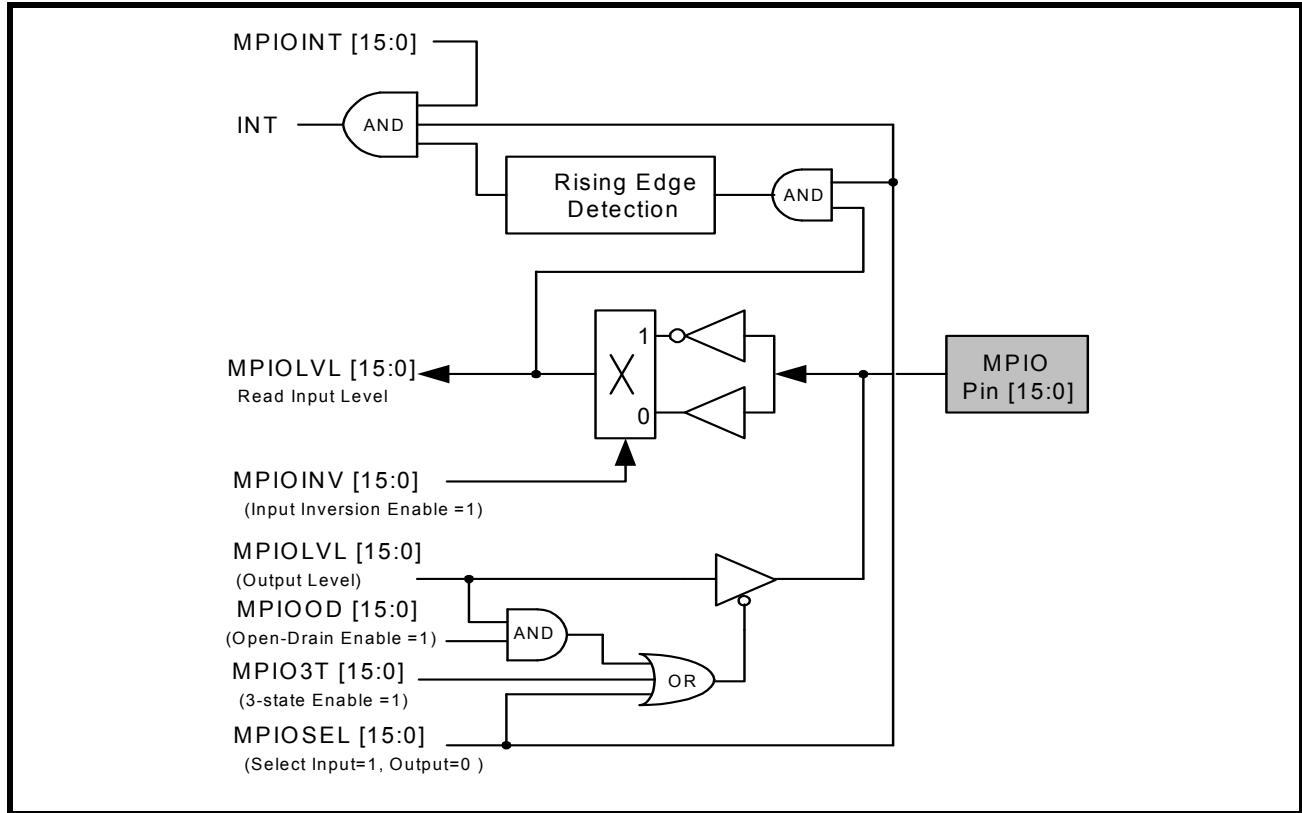 MPIOINT [15:0]
INT
AND
Rising Edge
Detection
AND
1
X
0
MPIOLVL [15:0]
Read Input Level
MPIO
Pin [15:0]
MPIOINV [15:0]
(Input Inversion Enable =1)
MPIOLVL [15:0]
(Output Level)
MPIOOD [15:0]
(Open-Drain Enable =1)
AND
MPIO3T [15:0]
(3-state Enable =1)
OR
MPIOSEL [15:0]
(Select Input=1, Output=0 )